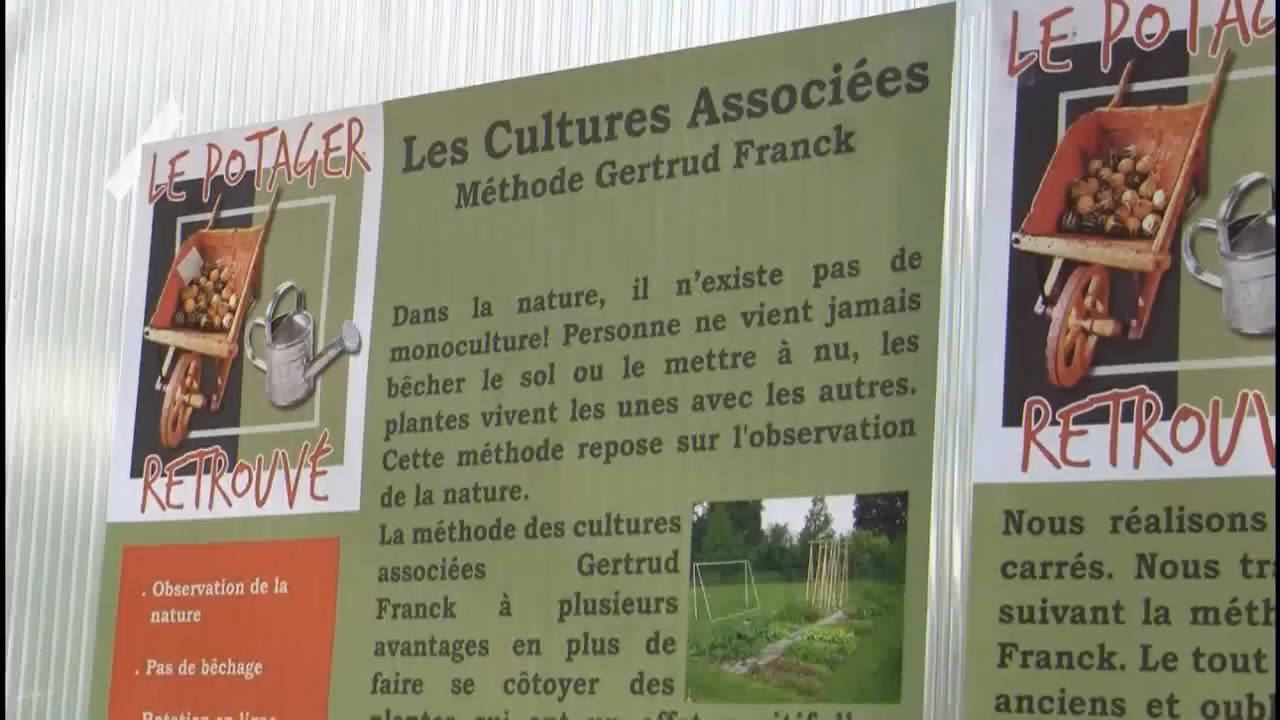 LE POTAGER
RETROUVÉ
. Observation de la
nature
. Pas de bêchage
Les Cultures Associées
Méthode Gertrud Franck
Dans la nature, il n'existe pas de
monoculture! Personne ne vient jamais
bêcher le sol ou le mettre à nu, les
plantes vivent les unes avec les autres.
Cette méthode repose sur l'observation
de la nature.
La méthode des cultures
associées Gertrud
Franck à plusieurs
avantages en plus de
faire se côtoyer des
LE POTAG
RETROUV
Nous réalisons
carrés. Nous tr
suivant la méth
Franck. Le tout
anciens et oubl